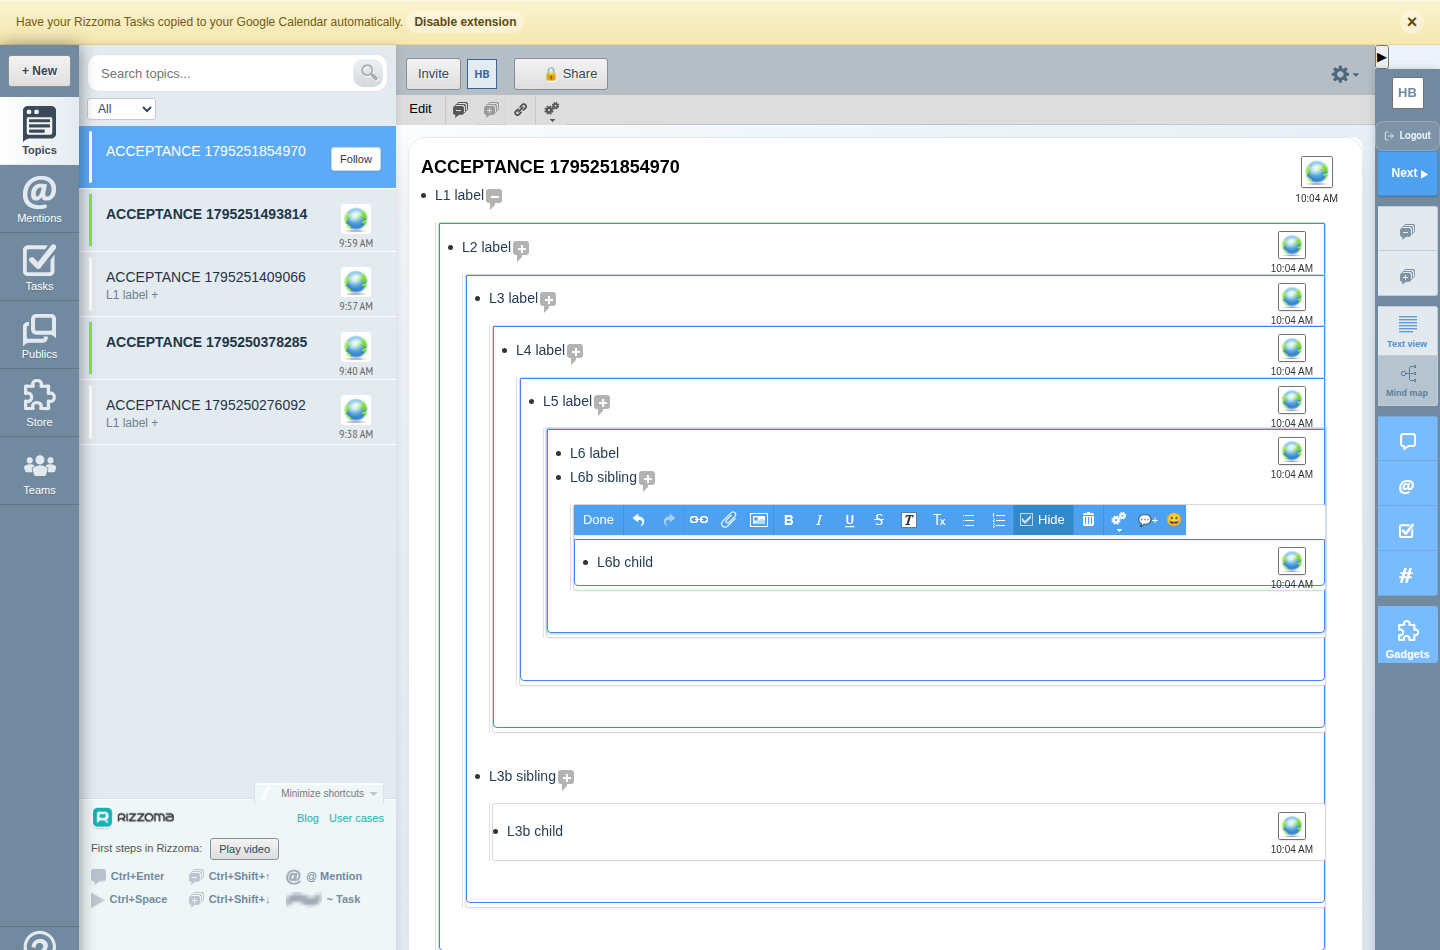 Have your Rizzoma Tasks copied to your Google Calendar automatically. Disable extension ×
+ New
Topics
Mentions
Tasks
Publics
Store
Teams
Search topics...
All
ACCEPTANCE 1795251854970
Follow
ACCEPTANCE 1795251493814
9:59 AM
ACCEPTANCE 1795251409066
L1 label +
9:57 AM
ACCEPTANCE 1795250378285
9:40 AM
ACCEPTANCE 1795250276092
L1 label +
9:38 AM
Minimize shortcuts
RIZZOMA
Blog User cases
First steps in Rizzoma: Play video
Ctrl+Enter Ctrl+Shift+↑ @ Mention
Ctrl+Space Ctrl+Shift+↓ ~ Task
Invite HB Share
Edit
ACCEPTANCE 1795251854970
10:04 AM
• L1 label
• L2 label
10:04 AM
• L3 label
10:04 AM
• L4 label
10:04 AM
• L5 label
10:04 AM
• L6 label
10:04 AM
• L6b sibling
Done B I U S T Tx Hide
• L6b child
10:04 AM
• L3b sibling
• L3b child
10:04 AM
HB
Logout
Next
Text view
Mind map
@
#
Gadgets